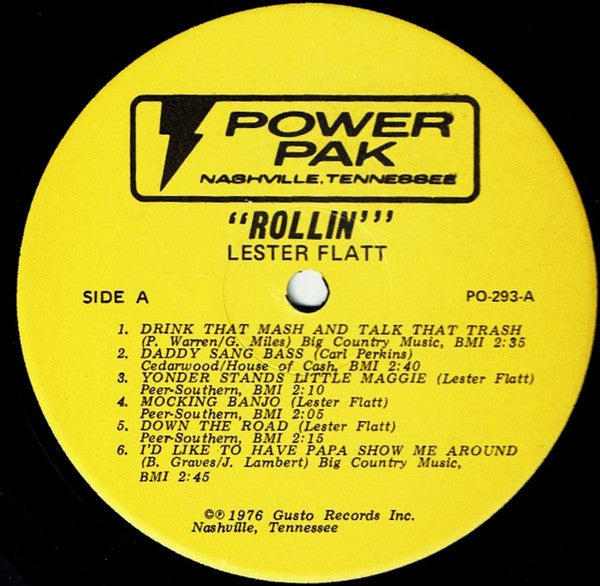 POWER
PAK
NASHVILLE, TENNESSEE
"ROLLIN'"
LESTER FLATT
SIDE A
PO-293-A
1. DRINK THAT MASH AND TALK THAT TRASH
(P. Warren/G. Miles) Big Country Music, BMI 2:35
2. DADDY SANG BASS (Carl Perkins)
Cedarwood/House of Cash, BMI 2:40
3. YONDER STANDS LITTLE MAGGIE (Lester Flatt)
Peer-Southern, BMI 2:10
4. MOCKING BANJO (Lester Flatt)
Peer-Southern, BMI 2:05
5. DOWN THE ROAD (Lester Flatt)
Peer-Southern, BMI 2:15
6. I'D LIKE TO HAVE PAPA SHOW ME AROUND
(B. Graves/J. Lambert) Big Country Music,
BMI 2:45
©℗ 1976 Gusto Records Inc.
Nashville, Tennessee